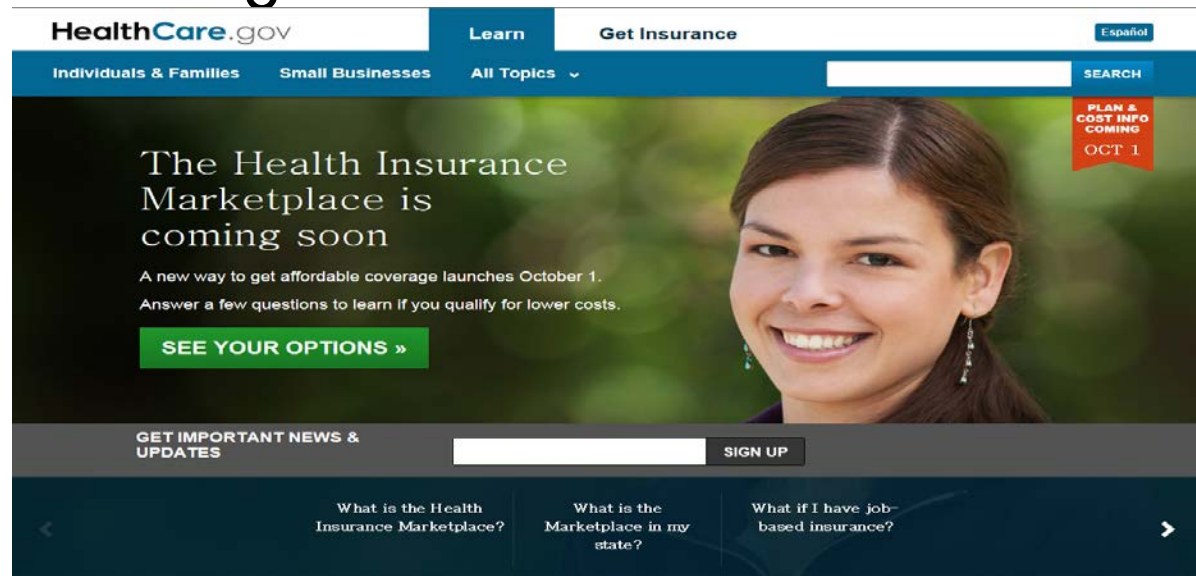 HealthCare.gov
Learn
Get Insurance
Español
Individuals & Families
Small Businesses
All Topics
SEARCH
PLAN &
COST INFO
COMING
OCT 1
The Health Insurance
Marketplace is
coming soon
A new way to get affordable coverage launches October 1.
Answer a few questions to learn if you qualify for lower costs.
SEE YOUR OPTIONS »
GET IMPORTANT NEWS &
UPDATES
SIGN UP
What is the Health
Insurance Marketplace?
What is the
Marketplace in my
state?
What if I have job-
based insurance?